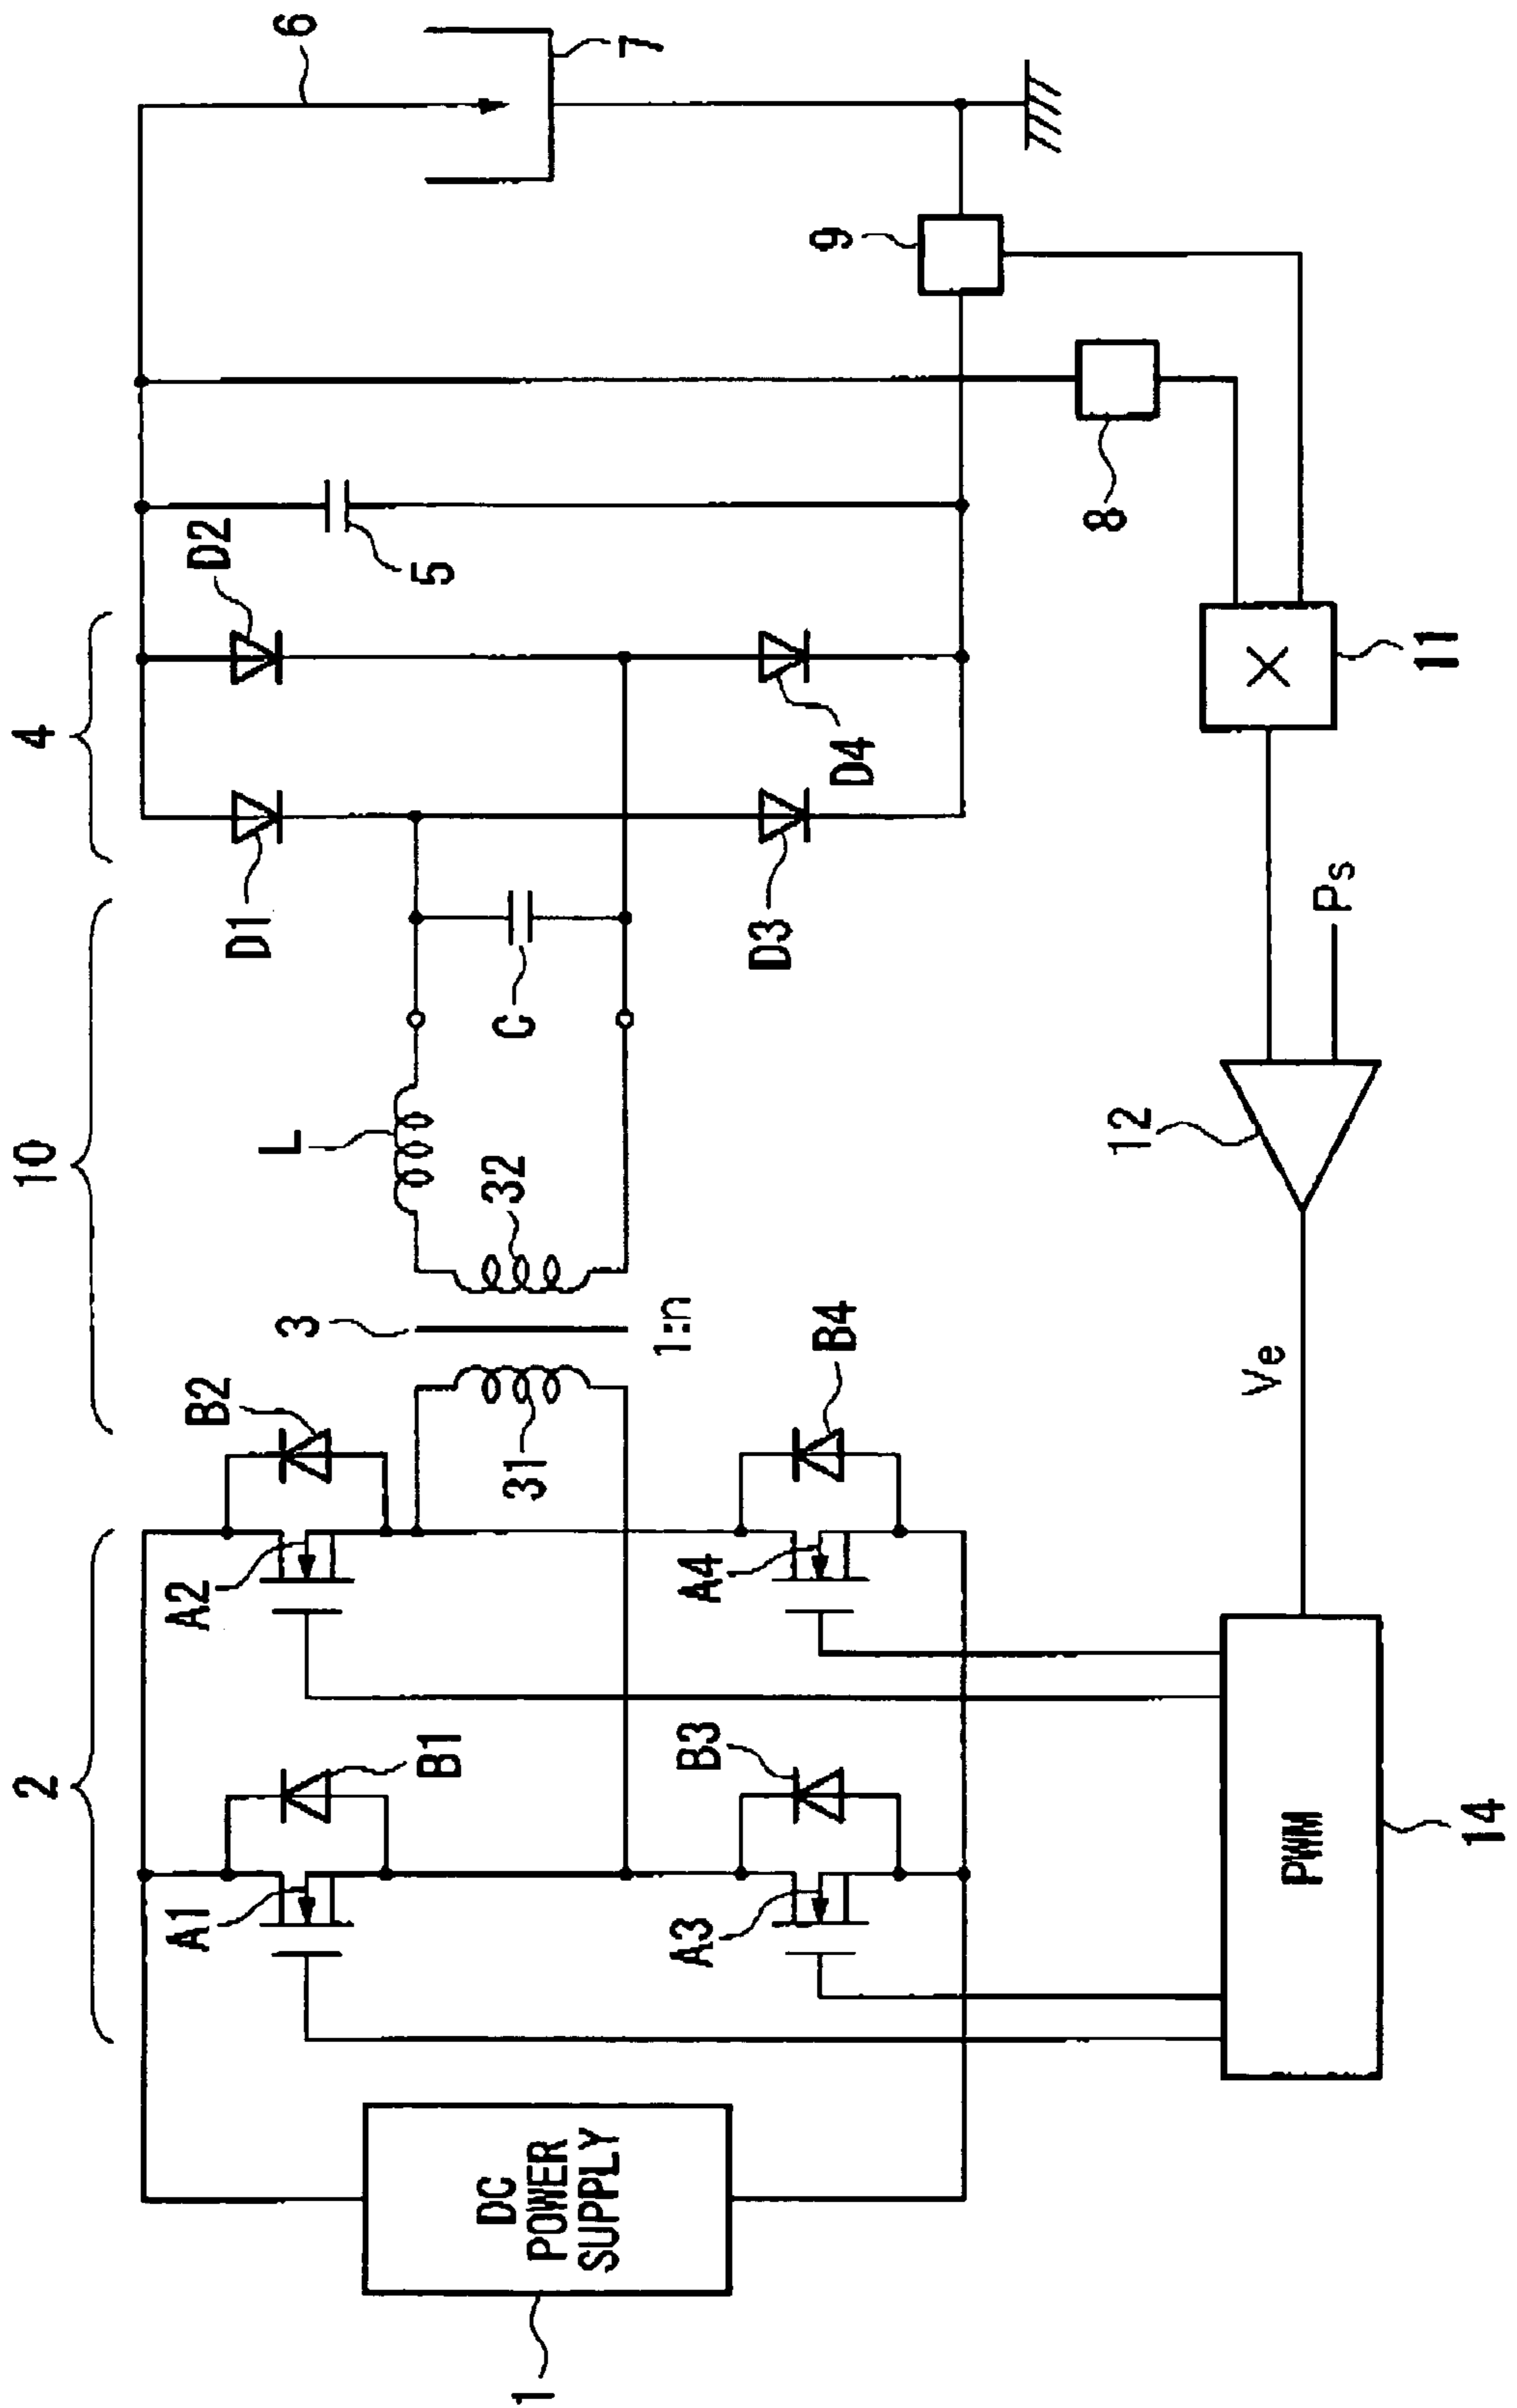 2
10
4
A1
B1
A2
B2
3
L
32
D1
D2
5
6
7
1
DC
POWER
SUPPLY
31
1:n
C
A3
B3
A4
B4
D3
D4
9
8
Ve
12
Ps
11
X
PWM
14